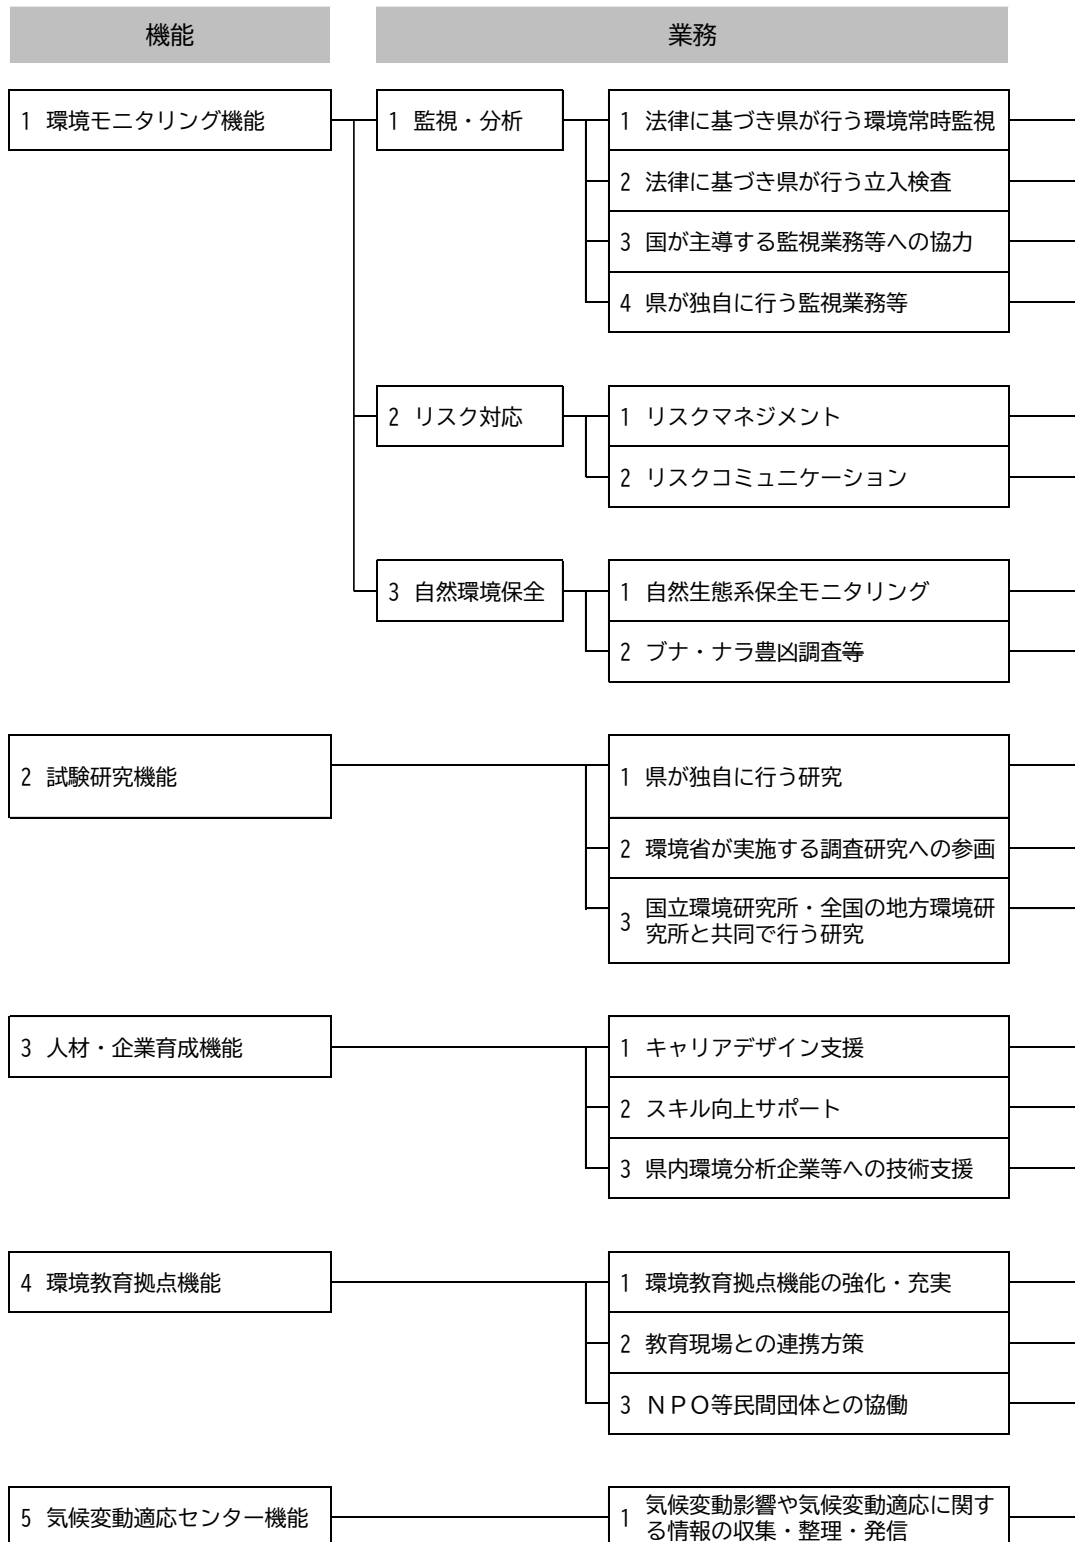 機能
業務
1 環境モニタリング機能
1 監視・分析
1 法律に基づき県が行う環境常時監視
2 法律に基づき県が行う立入検査
3 国が主導する監視業務等への協力
4 県が独自に行う監視業務等
2 リスク対応
1 リスクマネジメント
2 リスクコミュニケーション
3 自然環境保全
1 自然生態系保全モニタリング
2 ブナ・ナラ豊凶調査等
2 試験研究機能
1 県が独自に行う研究
2 環境省が実施する調査研究への参画
3 国立環境研究所・全国の地方環境研
究所と共同で行う研究
3 人材・企業育成機能
1 キャリアデザイン支援
2 スキル向上サポート
3 県内環境分析企業等への技術支援
4 環境教育拠点機能
1 環境教育拠点機能の強化・充実
2 教育現場との連携方策
3 ＮＰＯ等民間団体との協働
5 気候変動適応センター機能
1 気候変動影響や気候変動適応に関す
る情報の収集・整理・発信